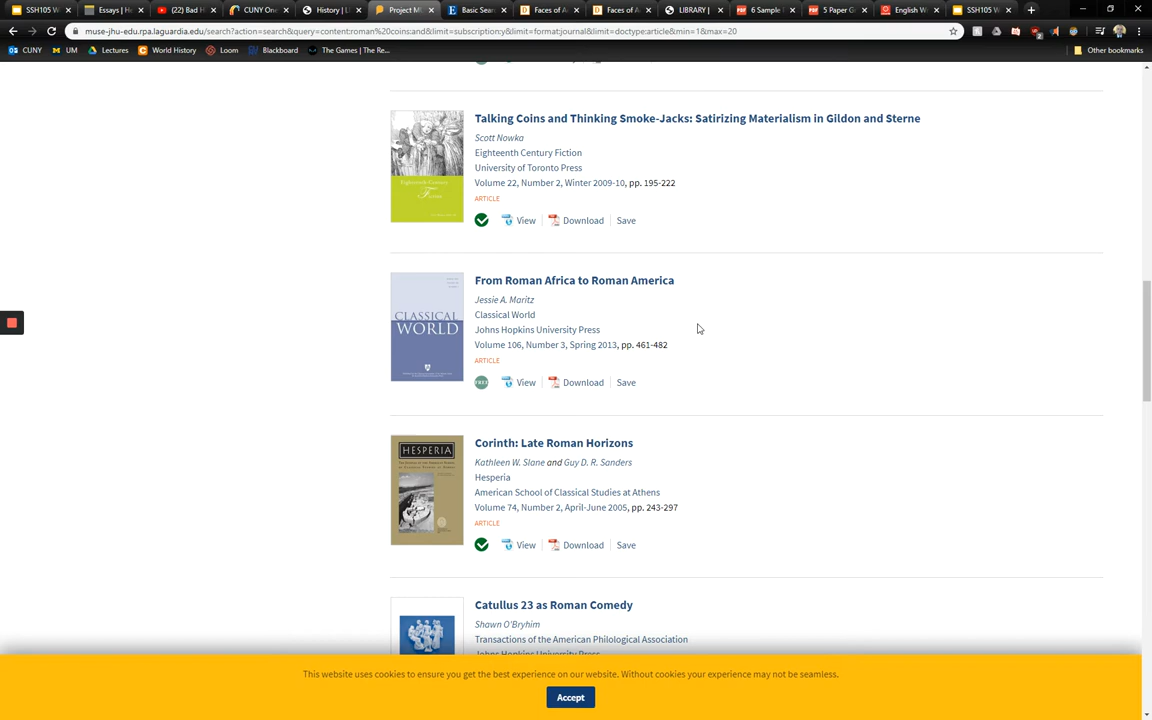 SSH105 W
Essays | H
(22) Bad H
CUNY One
History | L
Project M
Basic Sear
Faces of A
Faces of A
LIBRARY |
6 Sample
5 Paper G
English W
SSH105 W
muse-jhu-edu.rpa.laguardia.edu/search?action=search&query=content:roman%20coins:and&limit=subscription:y&limit=format:journal&limit=doctype:article&min=1&max=20
CUNY
UM
Lectures
World History
Loom
Blackboard
The Games | The Re...
Other bookmarks
Talking Coins and Thinking Smoke-Jacks: Satirizing Materialism in Gildon and Sterne
Scott Nowka
Eighteenth Century Fiction
University of Toronto Press
Volume 22, Number 2, Winter 2009-10, pp. 195-222
ARTICLE
View | Download | Save
CLASSICAL
WORLD
From Roman Africa to Roman America
Jessie A. Maritz
Classical World
Johns Hopkins University Press
Volume 106, Number 3, Spring 2013, pp. 461-482
ARTICLE
FREE View | Download | Save
HESPERIA
Corinth: Late Roman Horizons
Kathleen W. Slane and Guy D. R. Sanders
Hesperia
American School of Classical Studies at Athens
Volume 74, Number 2, April-June 2005, pp. 243-297
ARTICLE
View | Download | Save
Catullus 23 as Roman Comedy
Shawn O'Bryhim
Transactions of the American Philological Association
Johns Hopkins University Press
This website uses cookies to ensure you get the best experience on our website. Without cookies your experience may not be seamless.
Accept